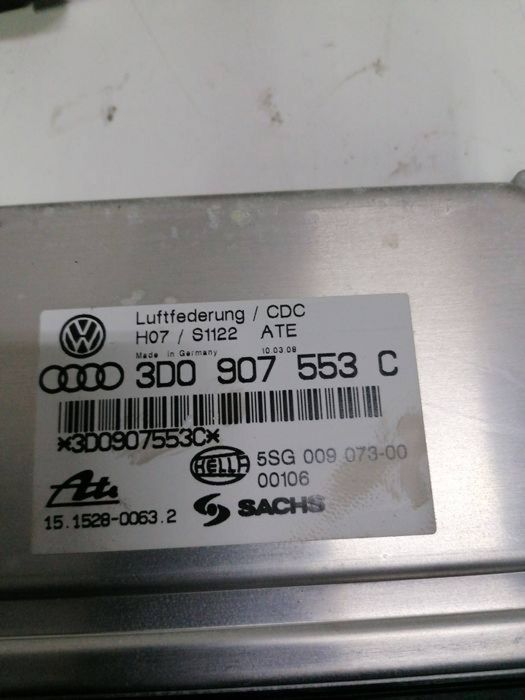 Luftfederung / CDC
H07 / S1122 ATE
Made in Germany 10.03.08
3D0 907 553 C
*3D0907553C*
HELLA 5SG 009 073-00
00106
Ate SACHS
15.1528-0063.2